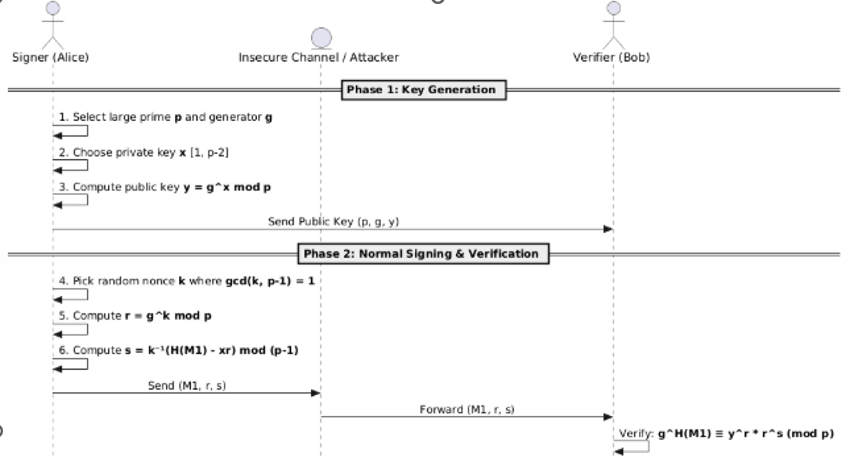 Signer (Alice)
Insecure Channel / Attacker
Verifier (Bob)
Phase 1: Key Generation
1. Select large prime p and generator g
2. Choose private key x [1, p-2]
3. Compute public key y = g^x mod p
Send Public Key (p, g, y)
Phase 2: Normal Signing & Verification
4. Pick random nonce k where gcd(k, p-1) = 1
5. Compute r = g^k mod p
6. Compute s = k⁻¹(H(M1) - xr) mod (p-1)
Send (M1, r, s)
Forward (M1, r, s)
Verify: g^H(M1) ≡ y^r * r^s (mod p)